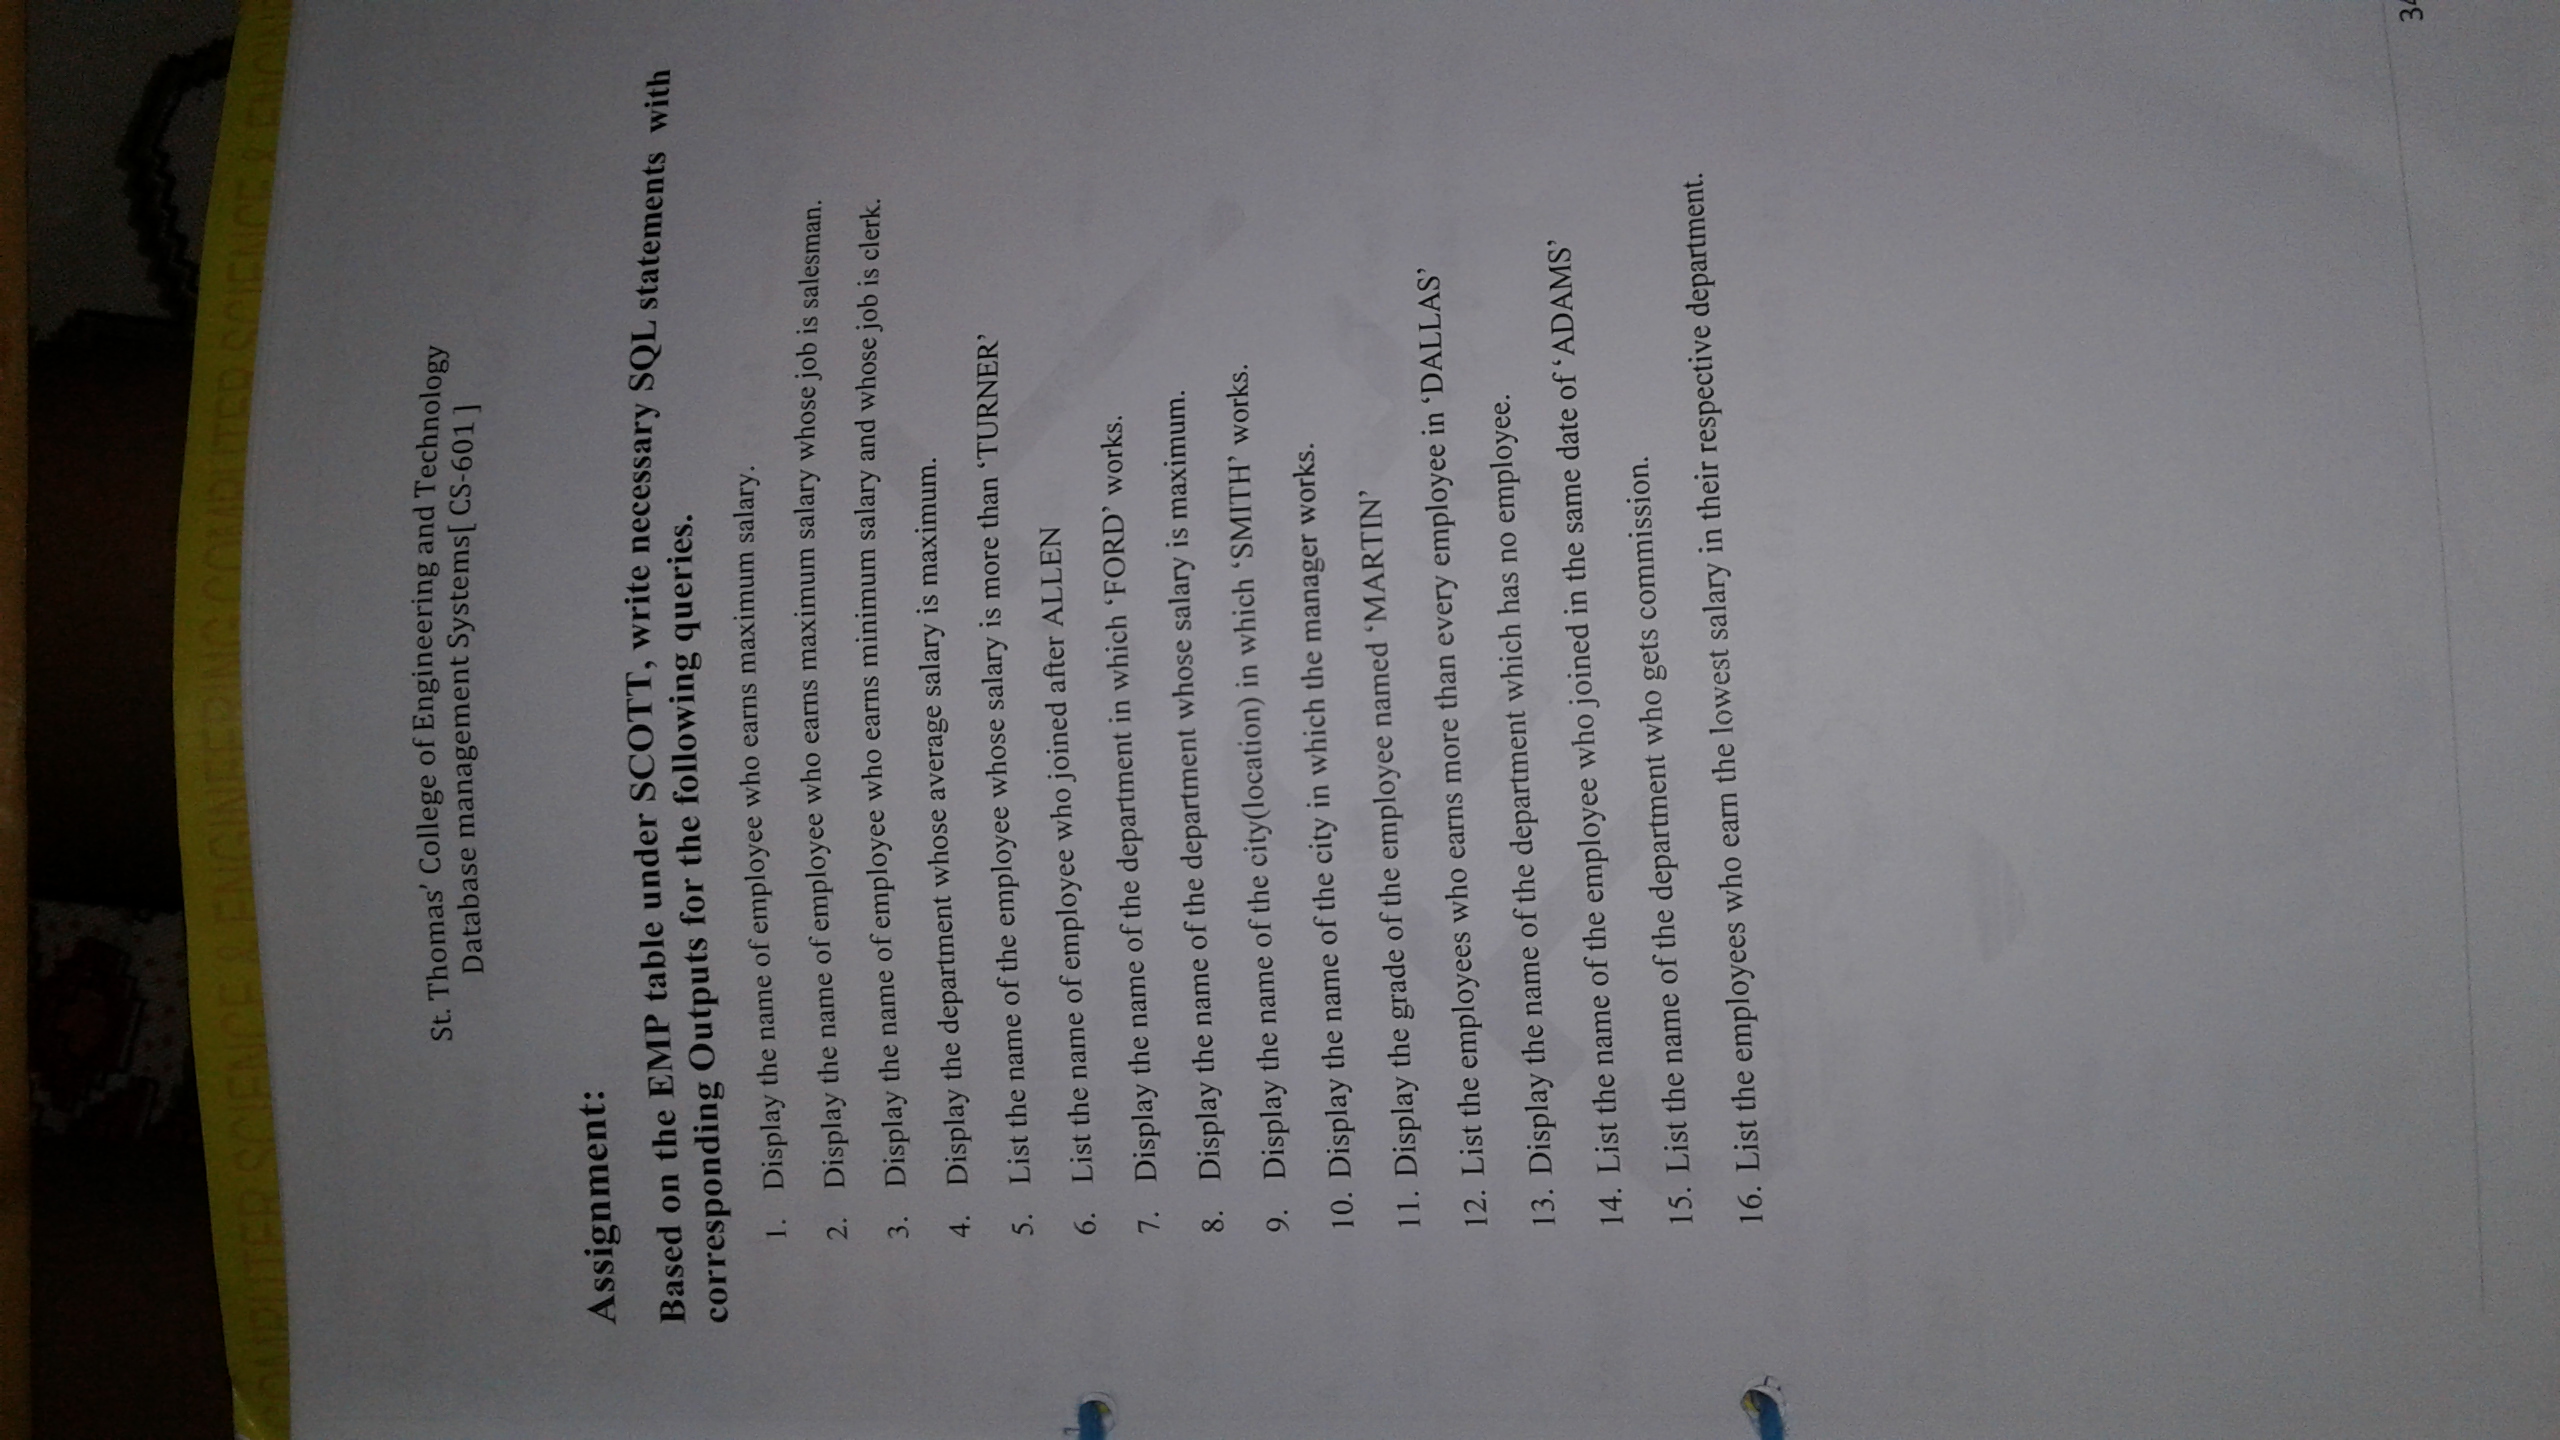 COMPUTER SCIENCE & ENGINEERING COMPUTER SCIENCE &
St. Thomas’ College of Engineering and Technology
Database management Systems[ CS-601 ]
Assignment:
Based on the EMP table under SCOTT, write necessary SQL statements with
corresponding Outputs for the following queries.
1. Display the name of employee who earns maximum salary.
2. Display the name of employee who earns maximum salary whose job is salesman.
3. Display the name of employee who earns minimum salary and whose job is clerk.
4. Display the department whose average salary is maximum.
5. List the name of the employee whose salary is more than ‘TURNER’
6. List the name of employee who joined after ALLEN
7. Display the name of the department in which ‘FORD’ works.
8. Display the name of the department whose salary is maximum.
9. Display the name of the city(location) in which ‘SMITH’ works.
10. Display the name of the city in which the manager works.
11. Display the grade of the employee named ‘MARTIN’
12. List the employees who earns more than every employee in ‘DALLAS’
13. Display the name of the department which has no employee.
14. List the name of the employee who joined in the same date of ‘ADAMS’
15. List the name of the department who gets commission.
16. List the employees who earn the lowest salary in their respective department.